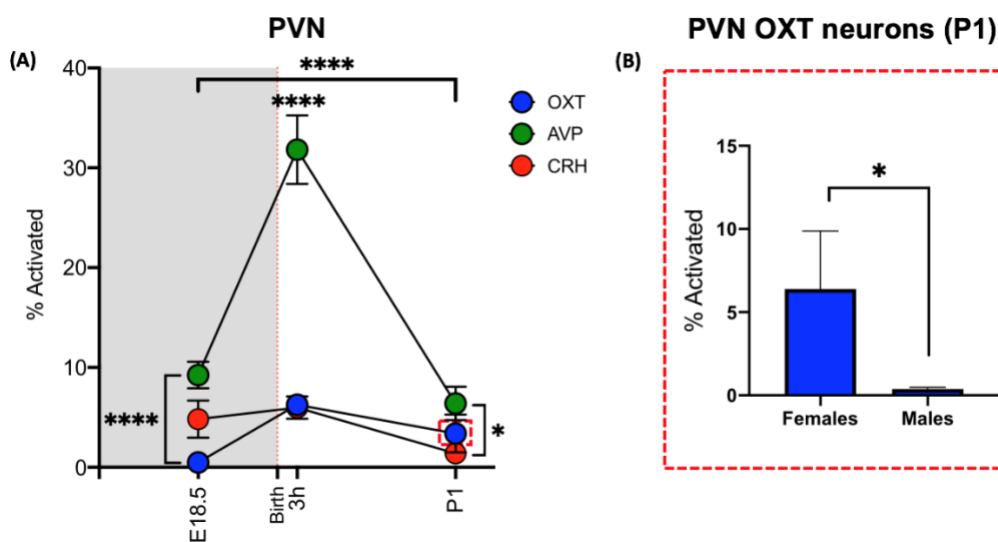 PVN
(A)
% Activated
40
30
20
10
0
****
****
****
*
E18.5
Birth
3h
P1
OXT
AVP
CRH
PVN OXT neurons (P1)
(B)
% Activated
15
10
5
0
*
Females
Males